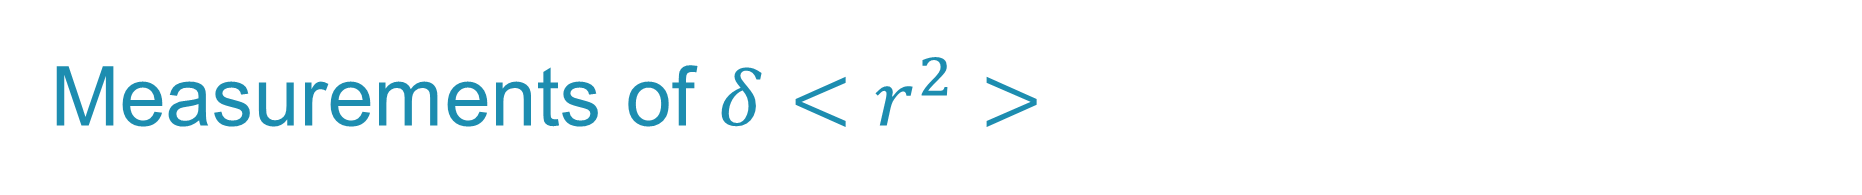 Measurements of 𝛿 < 𝑟² >